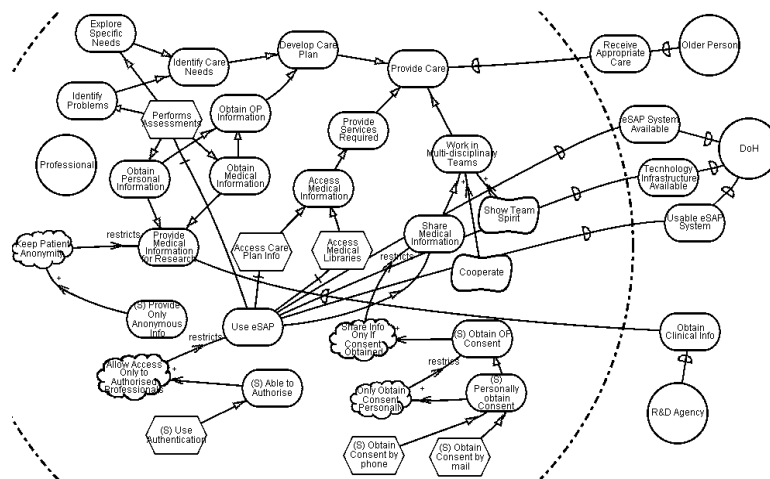 Explore
Specific
Needs
Identify Care
Needs
Develop Care
Plan
Provide Care
Receive
Appropriate
Care
Older Person
Identify
Problems
Performs
Assessments
Obtain OP
Information
Provide
Services
Required
eSAP System
Available
DoH
Professional
Obtain
Personal
Information
Obtain
Medical
Information
Access
Medical
Information
Work in
Multi-disciplinary
Teams
Technology
Infrastructure
Available
Show Team
Spirit
Usable eSAP
System
Keep Patient
Anonymity
restricts
Provide
Medical
Information
for Research
Access Care
Plan Info
Access
Medical
Libraries
Share
Medical
Information
restricts
Cooperate
(S) Provide
Only
Anonymous
Info
restricts
Use eSAP
Share Info
Ony If
Consent
Obtained
(S) Obtain OP
Consent
Obtain
Clinical Info
Allow Access
Only to
Authorised
Professionals
(S) Able to
Authorise
restricts
Only Obtain
Consent
Personally
(S)
Personally
obtain
Consent
R&D Agency
(S) Use
Authentication
(S) Obtain
Consent by
phone
(S) Obtain
Consent by
mail